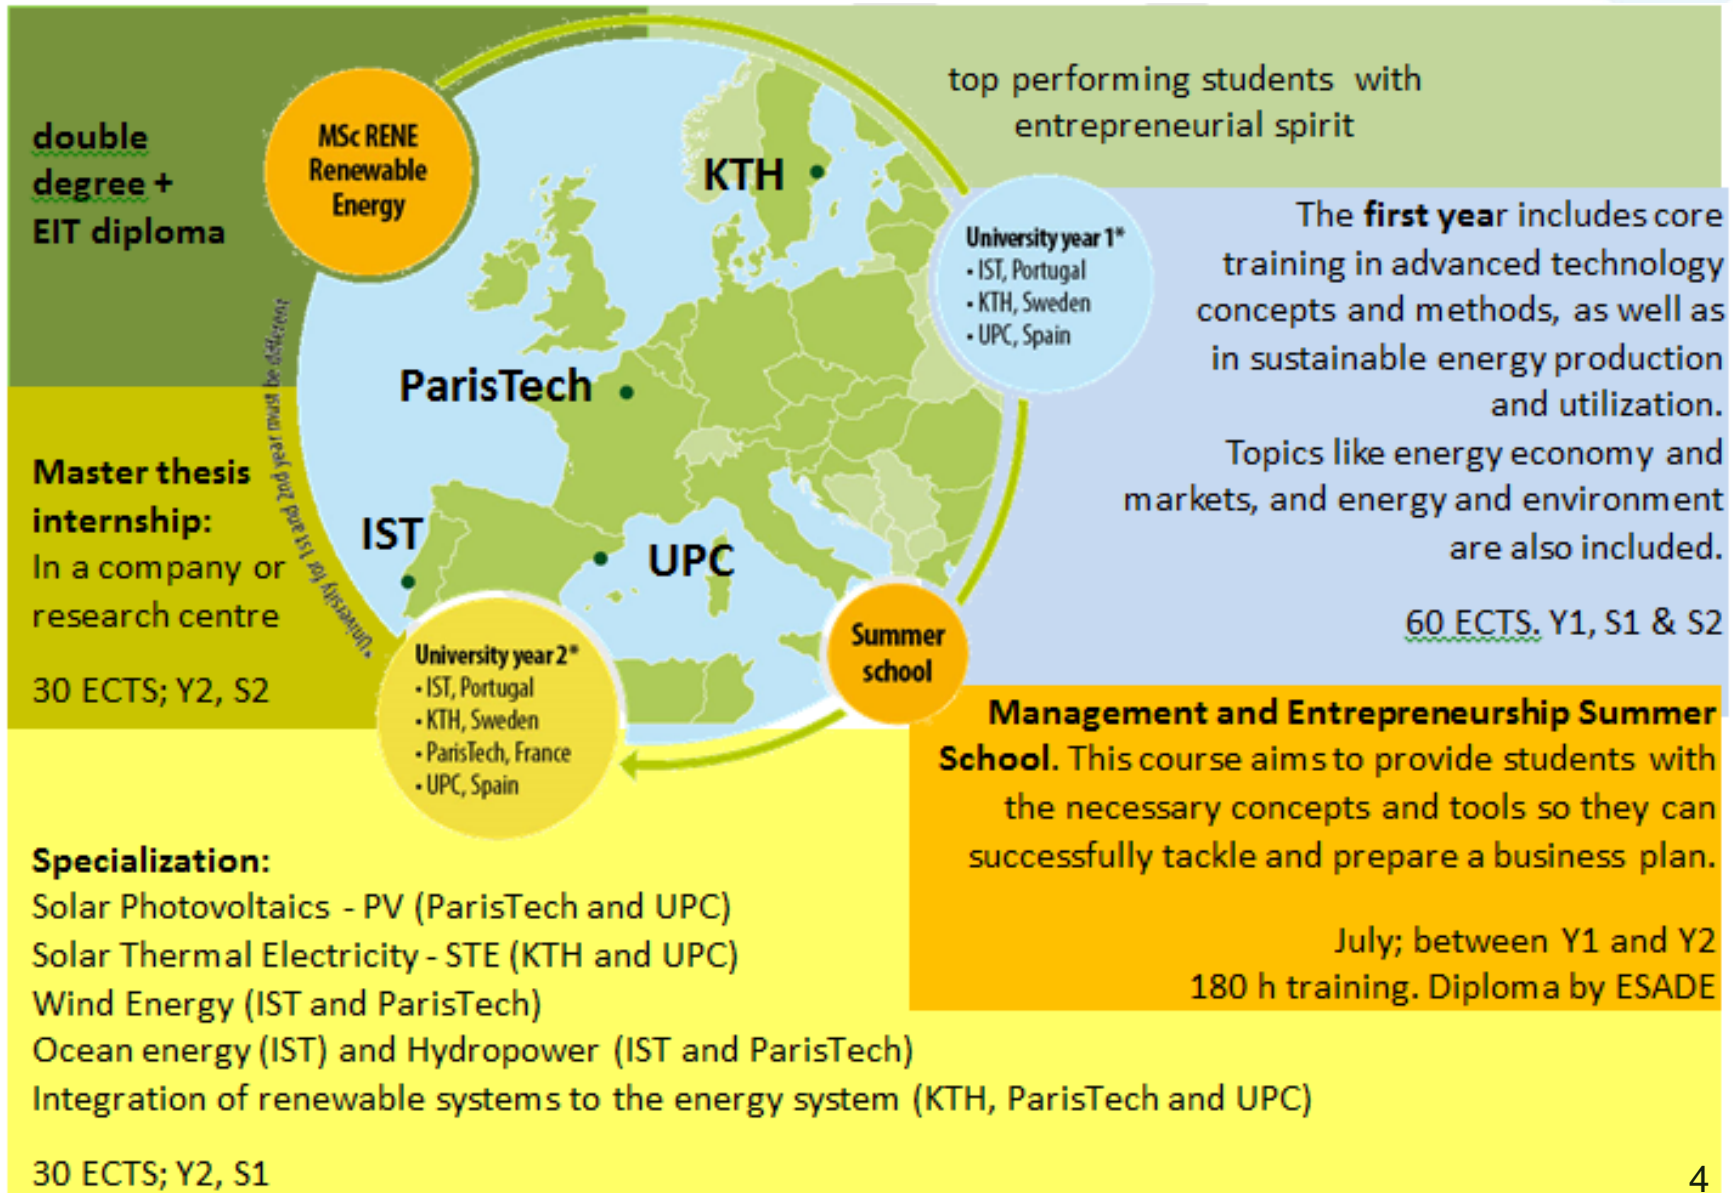 double
degree +
EIT diploma
MSc RENE
Renewable
Energy
top performing students with
entrepreneurial spirit
KTH
ParisTech
IST
UPC
University year 1*
• IST, Portugal
• KTH, Sweden
• UPC, Spain
The first year includes core
training in advanced technology
concepts and methods, as well as
in sustainable energy production
and utilization.
Topics like energy economy and
markets, and energy and environment
are also included.
60 ECTS. Y1, S1 & S2
Summer
school
Management and Entrepreneurship Summer
School. This course aims to provide students with
the necessary concepts and tools so they can
successfully tackle and prepare a business plan.
July; between Y1 and Y2
180 h training. Diploma by ESADE
University year 2*
• IST, Portugal
• KTH, Sweden
• ParisTech, France
• UPC, Spain
*University for 1st and 2nd year must be different
Specialization:
Solar Photovoltaics - PV (ParisTech and UPC)
Solar Thermal Electricity - STE (KTH and UPC)
Wind Energy (IST and ParisTech)
Ocean energy (IST) and Hydropower (IST and ParisTech)
Integration of renewable systems to the energy system (KTH, ParisTech and UPC)
30 ECTS; Y2, S1
Master thesis
internship:
In a company or
research centre
30 ECTS; Y2, S2
4